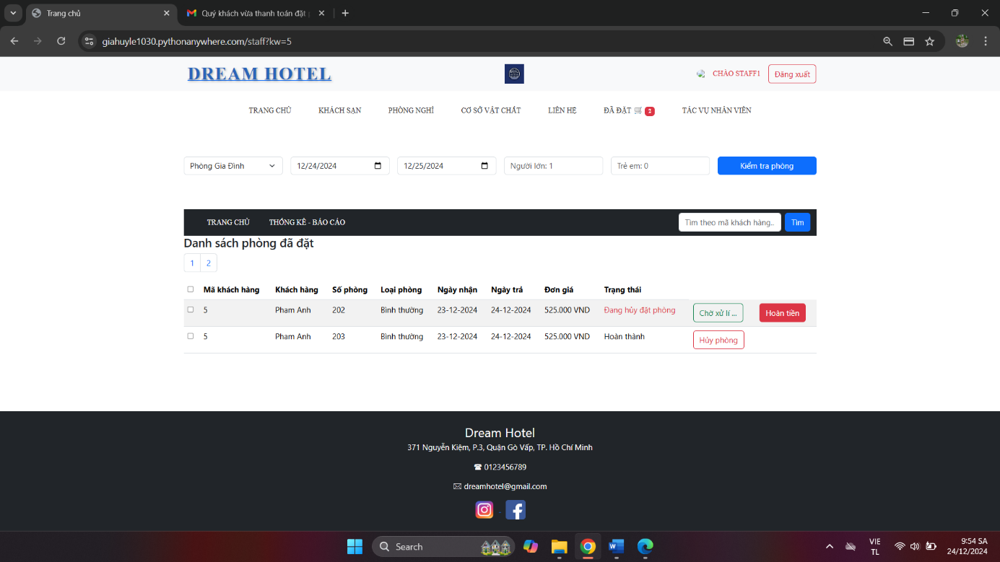 Trang chủ
Quý khách vừa thanh toán đặt
giahuyle1030.pythonanywhere.com/staff?kw=5
DREAM HOTEL
CHÀO STAFF1 Đăng xuất
TRANG CHỦ KHÁCH SẠN PHÒNG NGHỈ CƠ SỞ VẬT CHẤT LIÊN HỆ ĐÃ ĐẶT 🛒 2 TÁC VỤ NHÂN VIÊN
Phòng Gia Đình 12/24/2024 12/25/2024 Người lớn: 1 Trẻ em: 0 Kiểm tra phòng
TRANG CHỦ THỐNG KÊ - BÁO CÁO Tìm theo mã khách hàng.. Tìm
Danh sách phòng đã đặt
1 2
Mã khách hàng Khách hàng Số phòng Loại phòng Ngày nhận Ngày trả Đơn giá Trạng thái
5 Pham Anh 202 Bình thường 23-12-2024 24-12-2024 525.000 VND Đang hủy đặt phòng Chờ xử lí ... Hoàn tiền
5 Pham Anh 203 Bình thường 23-12-2024 24-12-2024 525.000 VND Hoàn thành Hủy phòng
Dream Hotel
371 Nguyễn Kiệm, P.3, Quận Gò Vấp, TP. Hồ Chí Minh
☎ 0123456789
🖂 dreamhotel@gmail.com
Search
VIE
TL
9:54 SA
24/12/2024